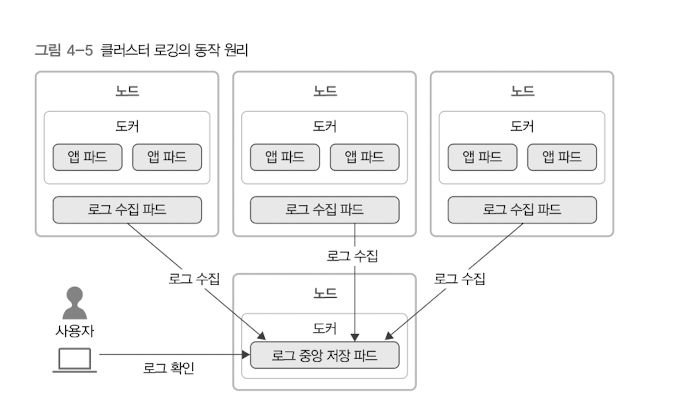 그림 4-5 클러스터 로깅의 동작 원리
노드
노드
노드
도커
도커
도커
앱 파드
앱 파드
앱 파드
앱 파드
앱 파드
앱 파드
로그 수집 파드
로그 수집 파드
로그 수집 파드
로그 수집
로그 수집
로그 수집
노드
도커
사용자
로그 중앙 저장 파드
로그 확인